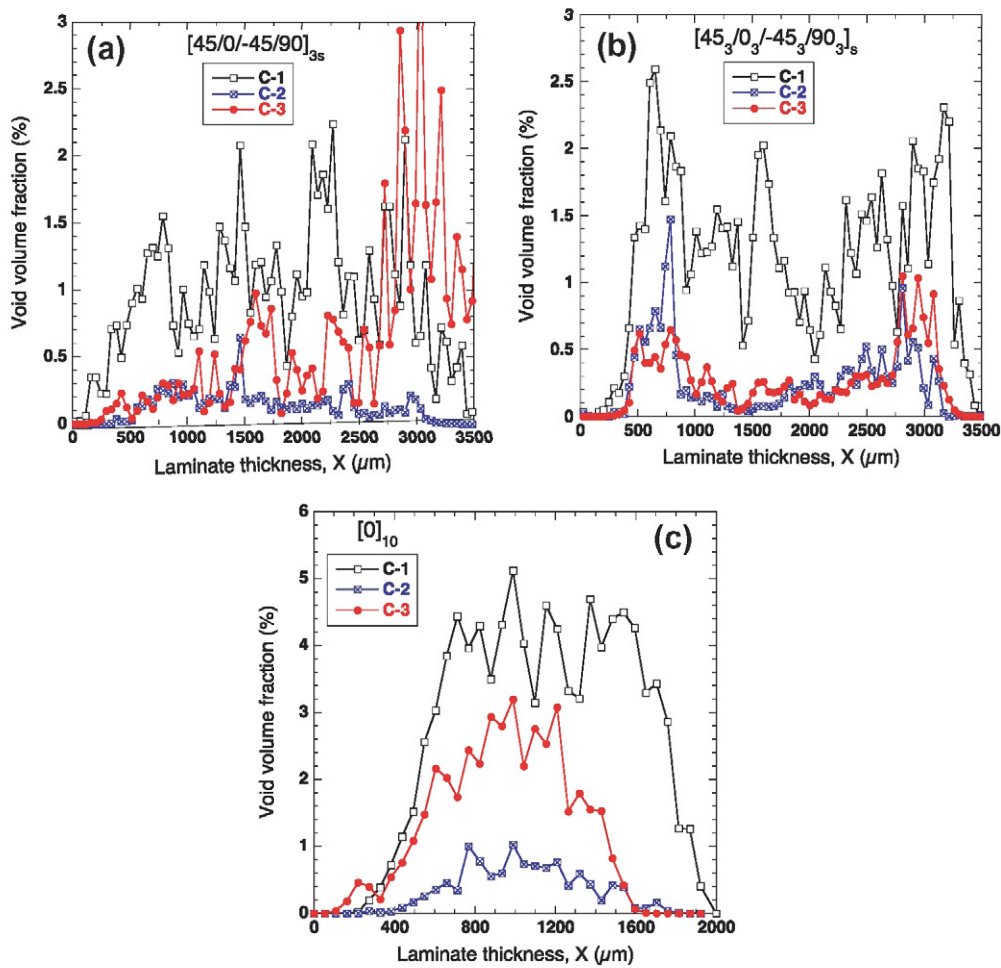 (a)
[45/0/-45/90]3s
C-1
C-2
C-3
Void volume fraction (%)
3
2.5
2
1.5
1
0.5
0
0 500 1000 1500 2000 2500 3000 3500
Laminate thickness, X (µm)
(b)
[45₃/0₃/-45₃/90₃]s
C-1
C-2
C-3
Void volume fraction (%)
3
2.5
2
1.5
1
0.5
0
0 500 1000 1500 2000 2500 3000 3500
Laminate thickness, X (µm)
(c)
[0]₁₀
C-1
C-2
C-3
Void volume fraction (%)
6
5
4
3
2
1
0
0 400 800 1200 1600 2000
Laminate thickness, X (µm)